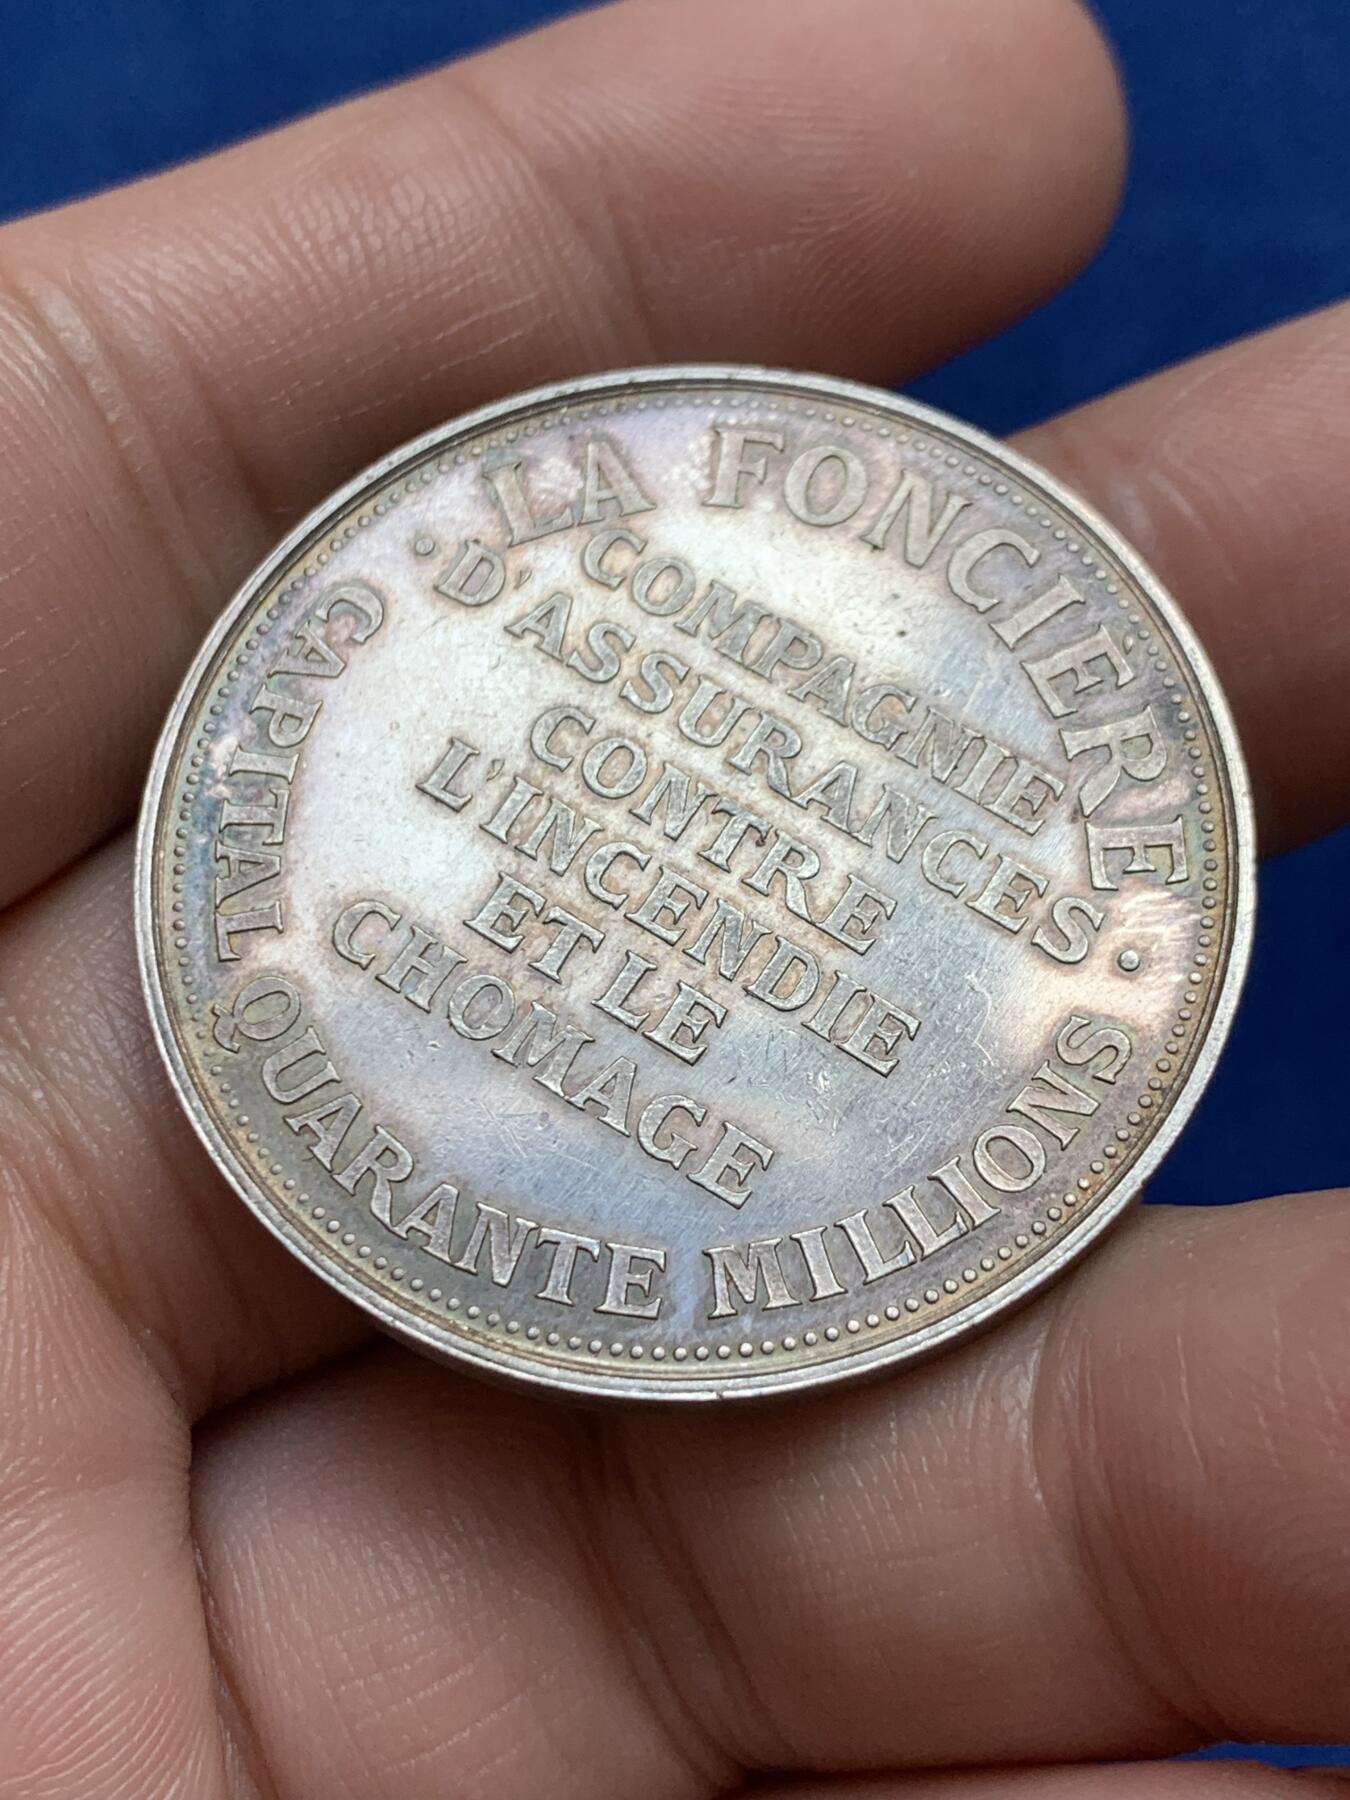 LA FONCIÈRE
COMPAGNIE
D'ASSURANCES
CONTRE
L'INCENDIE
ET LE
CHOMAGE
CAPITAL QUARANTE MILLIONS